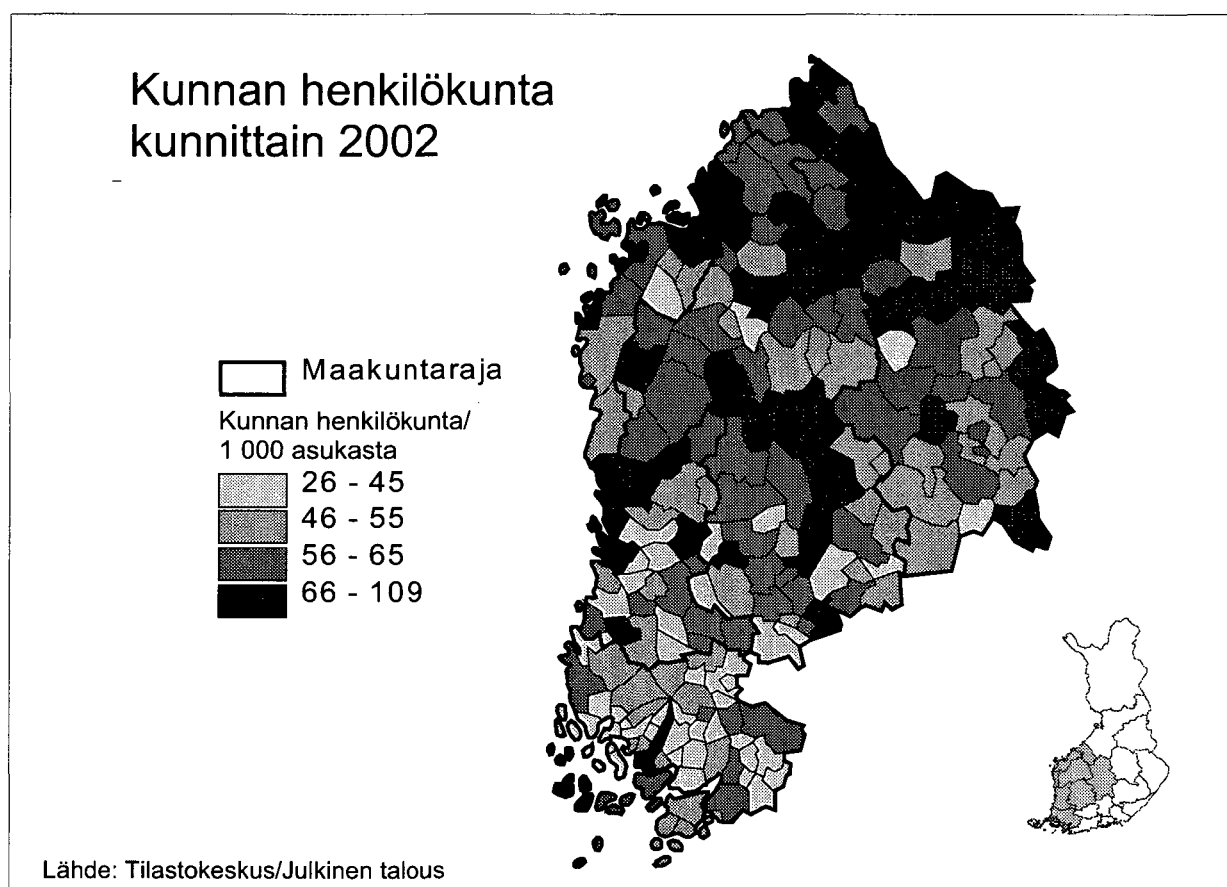 Kunnan henkilökunta
kunnittain 2002
Maakuntaraja
Kunnan henkilökunta/
1 000 asukasta
26 - 45
46 - 55
56 - 65
66 - 109
Lähde: Tilastokeskus/Julkinen talous